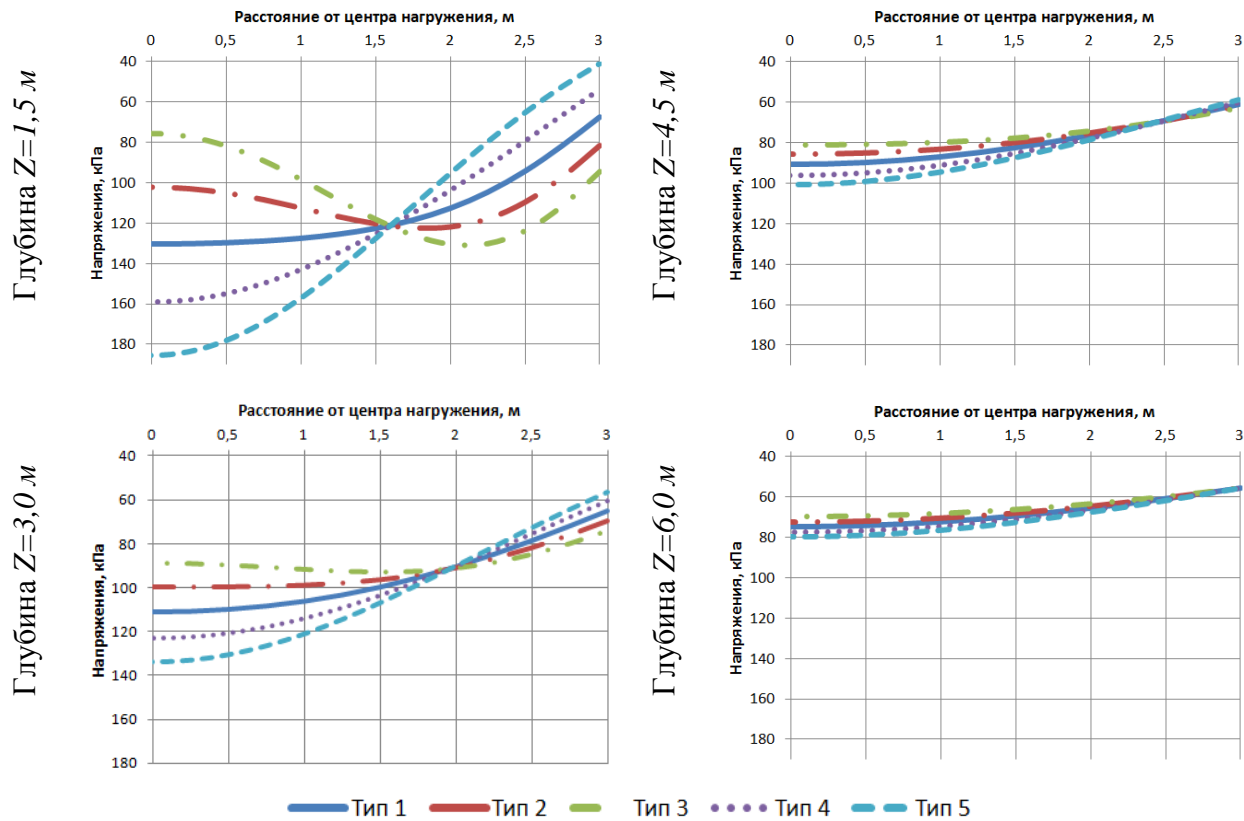 Глубина Z=1,5 м
Расстояние от центра нагружения, м
0 0,5 1 1,5 2 2,5 3
Напряжения, кПа
40
60
80
100
120
140
160
180
Глубина Z=4,5 м
Расстояние от центра нагружения, м
0 0,5 1 1,5 2 2,5 3
Напряжения, кПа
40
60
80
100
120
140
160
180
Глубина Z=3,0 м
Расстояние от центра нагружения, м
0 0,5 1 1,5 2 2,5 3
Напряжения, кПа
40
60
80
100
120
140
160
180
Глубина Z=6,0 м
Расстояние от центра нагружения, м
0 0,5 1 1,5 2 2,5 3
Напряжения, кПа
40
60
80
100
120
140
160
180
Тип 1 Тип 2 Тип 3 Тип 4 Тип 5